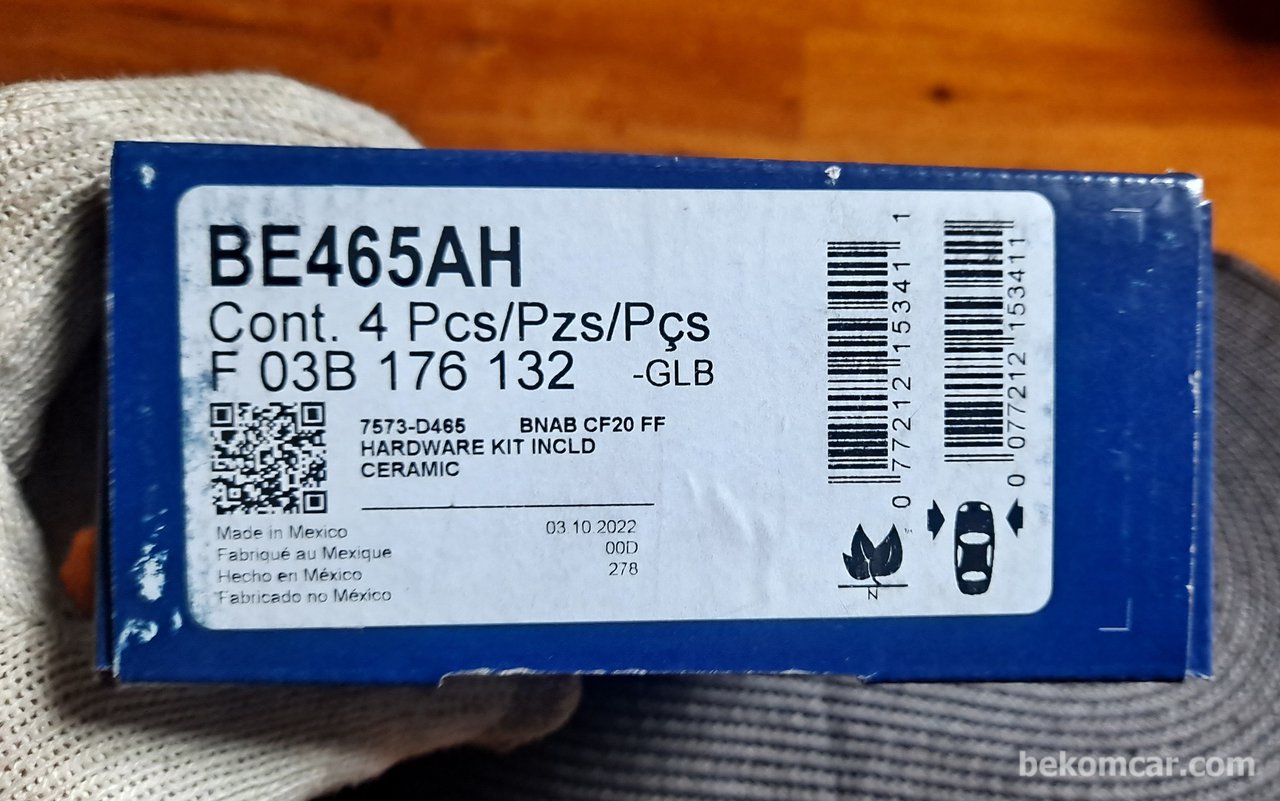 BE465AH
Cont. 4 Pcs/Pzs/Pçs
F 03B 176 132 -GLB
7573-D465 BNAB CF20 FF
HARDWARE KIT INCLD
CERAMIC
Made in Mexico
Fabriqué au Mexique
Hecho en México
Fabricado no México
03.10.2022
00D
278
0 77212 15341 1
0 077212 153411
N
bekomcar.com